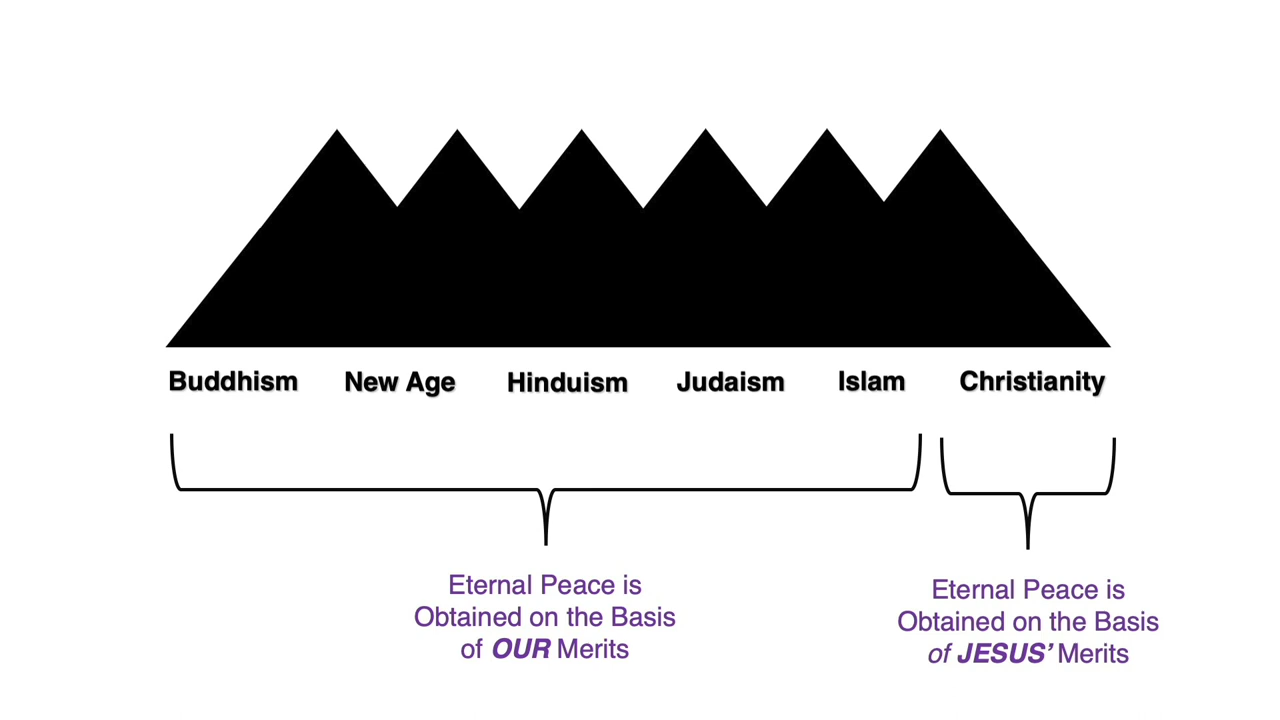 Buddhism New Age Hinduism Judaism Islam Christianity
Eternal Peace is
Obtained on the Basis
of OUR Merits
Eternal Peace is
Obtained on the Basis
of JESUS’ Merits